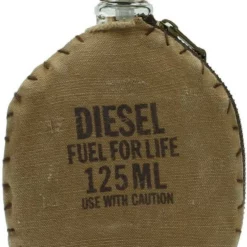 DIESEL
FUEL FOR LIFE
125 ML
USE WITH CAUTION